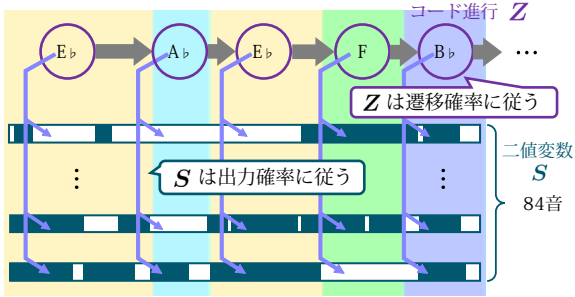 コード進行 Z
E♭ A♭ E♭ F B♭ …
Z は遷移確率に従う
S は出力確率に従う
二値変数
S
84音